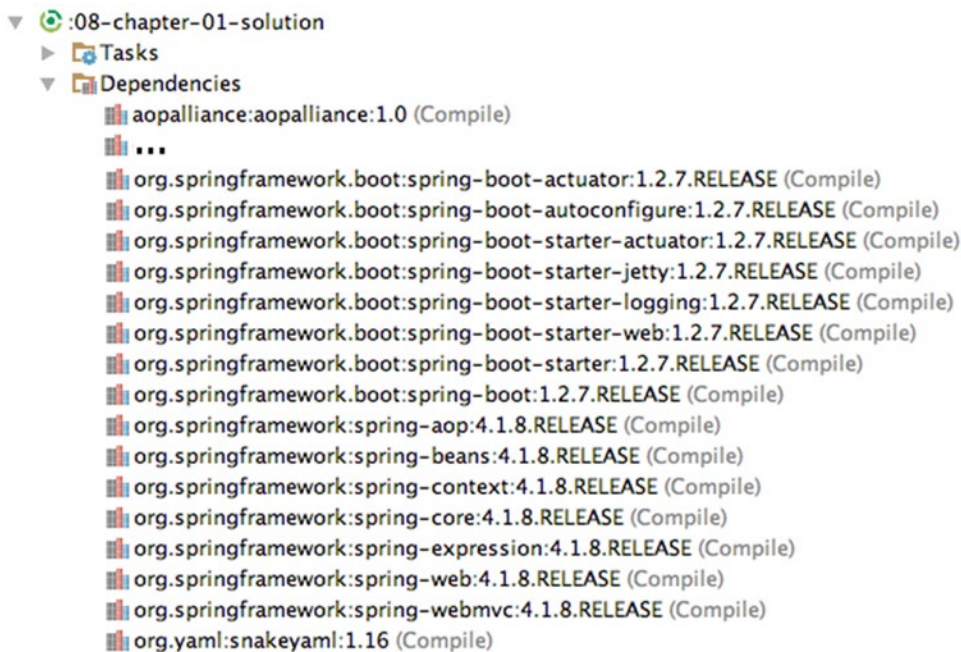 :08-chapter-01-solution
Tasks
Dependencies
aopalliance:aopalliance:1.0 (Compile)
...
org.springframework.boot:spring-boot-actuator:1.2.7.RELEASE (Compile)
org.springframework.boot:spring-boot-autoconfigure:1.2.7.RELEASE (Compile)
org.springframework.boot:spring-boot-starter-actuator:1.2.7.RELEASE (Compile)
org.springframework.boot:spring-boot-starter-jetty:1.2.7.RELEASE (Compile)
org.springframework.boot:spring-boot-starter-logging:1.2.7.RELEASE (Compile)
org.springframework.boot:spring-boot-starter-web:1.2.7.RELEASE (Compile)
org.springframework.boot:spring-boot-starter:1.2.7.RELEASE (Compile)
org.springframework.boot:spring-boot:1.2.7.RELEASE (Compile)
org.springframework:spring-aop:4.1.8.RELEASE (Compile)
org.springframework:spring-beans:4.1.8.RELEASE (Compile)
org.springframework:spring-context:4.1.8.RELEASE (Compile)
org.springframework:spring-core:4.1.8.RELEASE (Compile)
org.springframework:spring-expression:4.1.8.RELEASE (Compile)
org.springframework:spring-web:4.1.8.RELEASE (Compile)
org.springframework:spring-webmvc:4.1.8.RELEASE (Compile)
org.yaml:snakeyaml:1.16 (Compile)